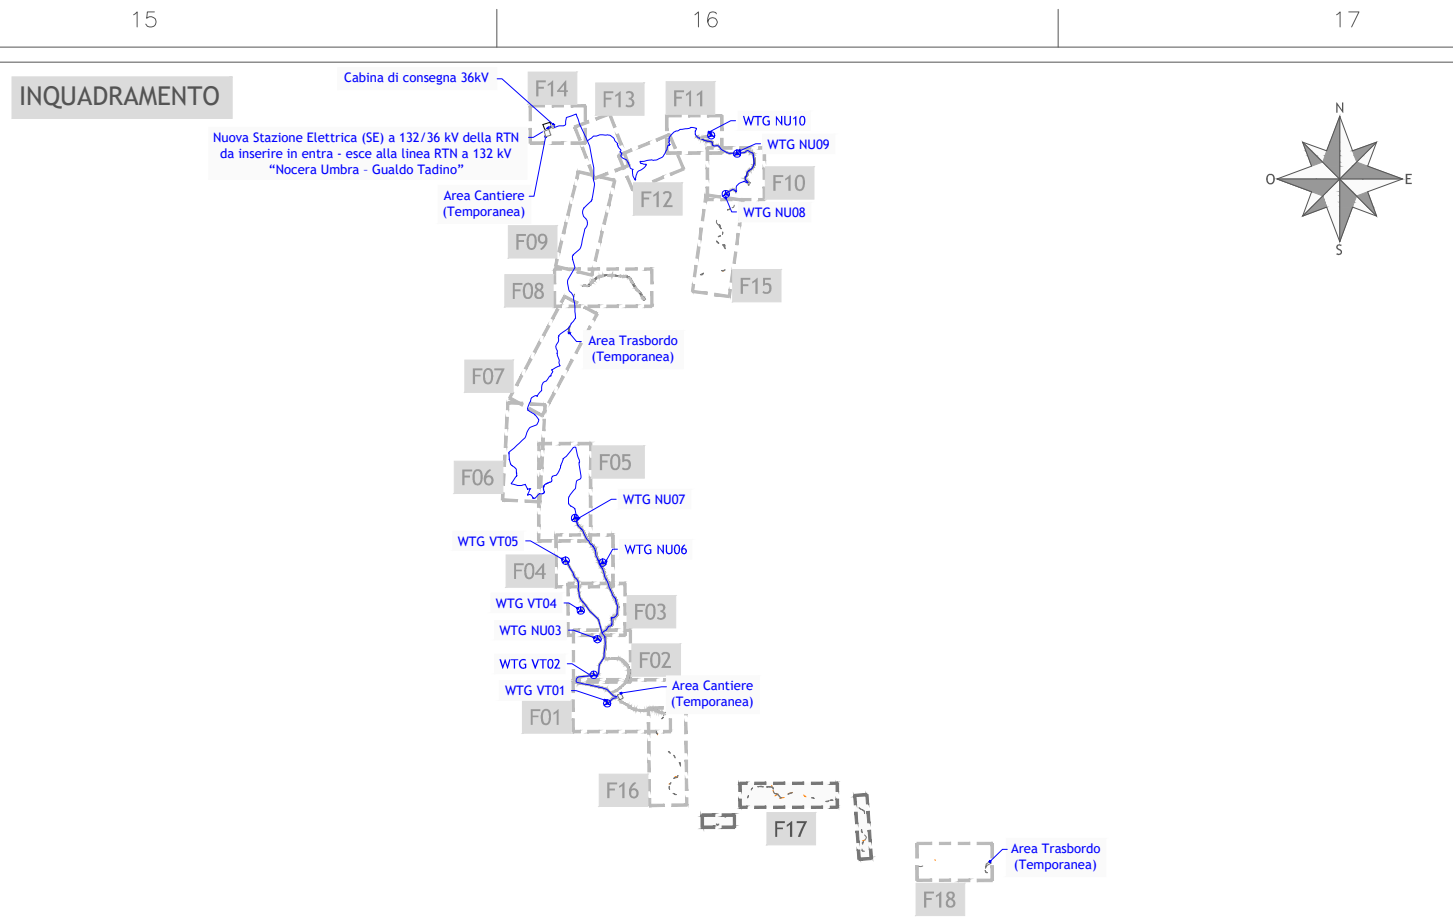 15
16
17
INQUADRAMENTO
Cabina di consegna 36kV
F14
F13
F11
WTG NU10
Nuova Stazione Elettrica (SE) a 132/36 kV della RTN
da inserire in entra - esce alla linea RTN a 132 kV
“Nocera Umbra - Gualdo Tadino”
WTG NU09
Area Cantiere
(Temporanea)
F12
F10
WTG NU08
N
O
E
S
F09
F08
F15
Area Trasbordo
(Temporanea)
F07
F05
F06
WTG NU07
WTG VT05
WTG NU06
F04
WTG VT04
F03
WTG NU03
WTG VT02
F02
WTG VT01
Area Cantiere
(Temporanea)
F01
F16
F17
Area Trasbordo
(Temporanea)
F18